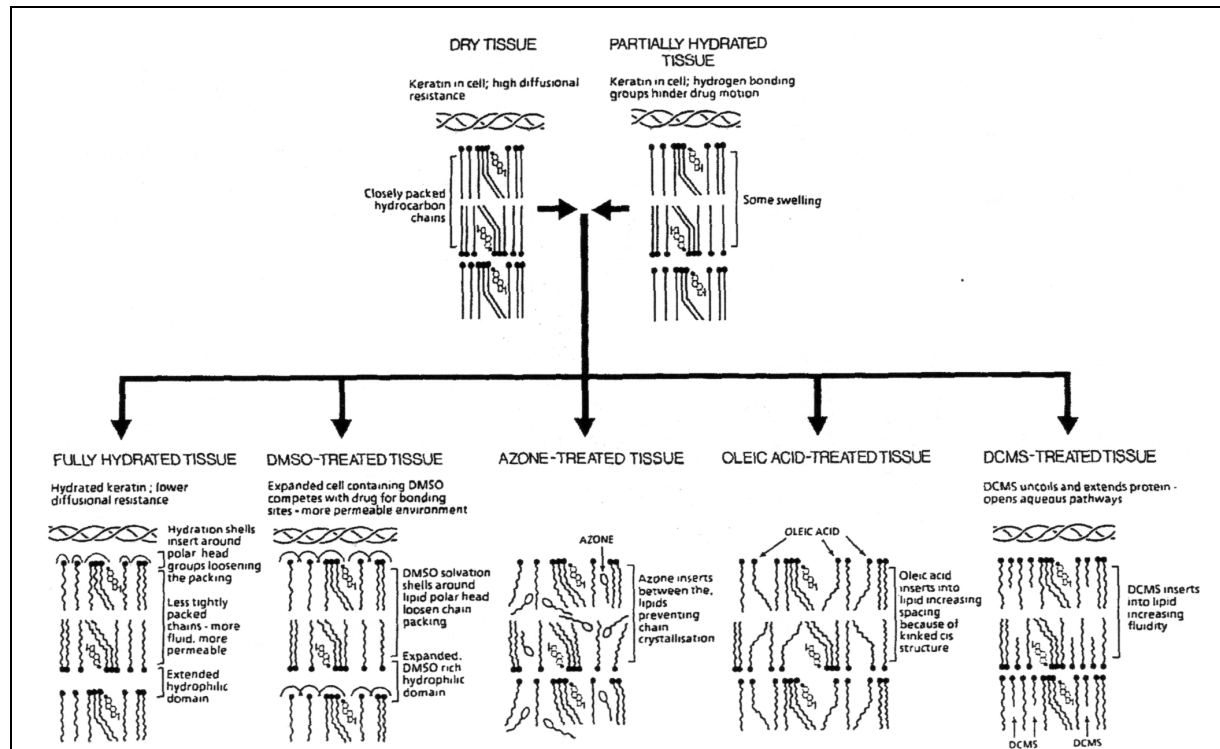 DRY TISSUE
Keratin in cell; high diffusional
resistance
Closely packed
hydrocarbon
chains
PARTIALLY HYDRATED
TISSUE
Keratin in cell; hydrogen bonding
groups hinder drug motion
Some swelling
FULLY HYDRATED TISSUE
Hydrated keratin; lower
diffusional resistance
Hydration shells
insert around
polar head
groups loosening
the packing
Less tightly
packed
chains - more
fluid, more
permeable
Extended
hydrophilic
domain
DMSO-TREATED TISSUE
Expanded cell containing DMSO
competes with drug for bonding
sites - more permeable environment
DMSO solvation
shells around
lipid polar head
loosen chain
packing
Expanded,
DMSO rich
hydrophilic
domain
AZONE-TREATED TISSUE
AZONE
Azone inserts
between the,
lipids
preventing
chain
crystallisation
OLEIC ACID-TREATED TISSUE
OLEIC ACID
Oleic acid
inserts into
lipid increasing
spacing
because of
kinked cis
structure
DCMS-TREATED TISSUE
DCMS uncoils and extends protein -
opens aqueous pathways
DCMS inserts
into lipid
increasing
fluidity
DCMS DCMS